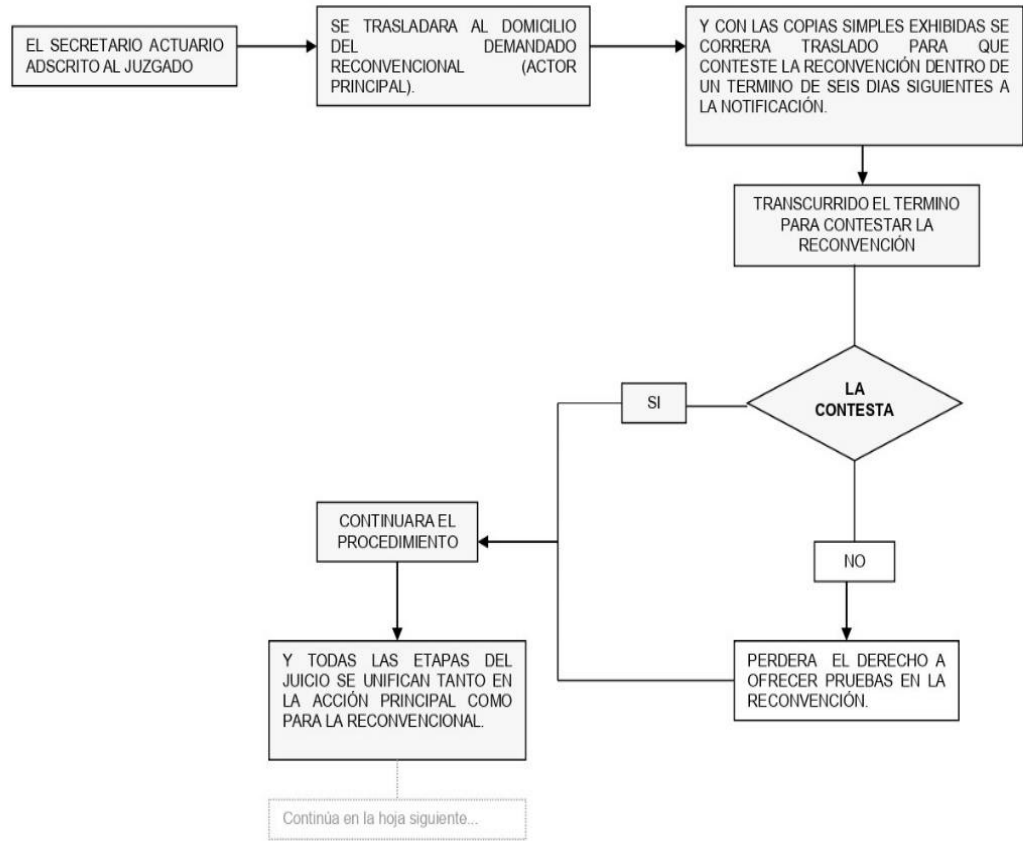 EL SECRETARIO ACTUARIO
ADSCRITO AL JUZGADO
SE TRASLADARA AL DOMICILIO
DEL DEMANDADO
RECONVENCIONAL (ACTOR
PRINCIPAL).
Y CON LAS COPIAS SIMPLES EXHIBIDAS SE
CORRERA TRASLADO PARA QUE
CONTESTE LA RECONVENCIÓN DENTRO DE
UN TERMINO DE SEIS DIAS SIGUIENTES A
LA NOTIFICACIÓN.
TRANSCURRIDO EL TERMINO
PARA CONTESTAR LA
RECONVENCIÓN
LA
CONTESTA
SI
CONTINUARA EL
PROCEDIMIENTO
NO
Y TODAS LAS ETAPAS DEL
JUICIO SE UNIFICAN TANTO EN
LA ACCIÓN PRINCIPAL COMO
PARA LA RECONVENCIONAL.
PERDERA EL DERECHO A
OFRECER PRUEBAS EN LA
RECONVENCIÓN.
Continúa en la hoja siguiente...